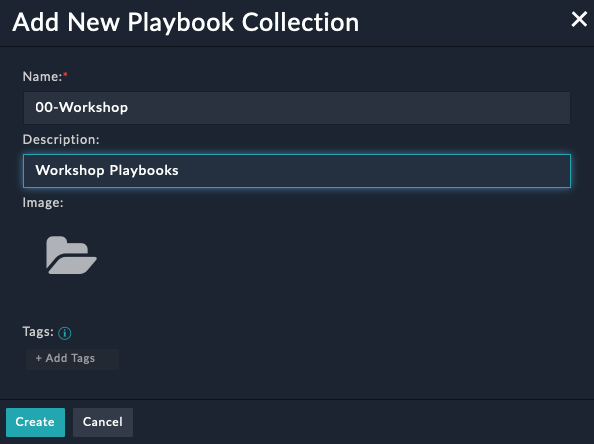 Add New Playbook Collection
Name:*
00-Workshop
Description:
Workshop Playbooks
Image:
Tags:
+ Add Tags
Create Cancel